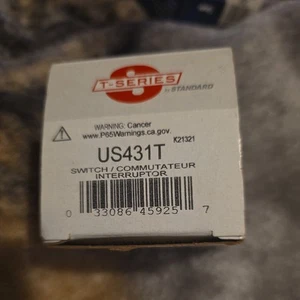 T-SERIES
by STANDARD®
WARNING: Cancer
www.P65Warnings.ca.gov.
K21321
US431T
SWITCH / COMMUTATEUR
INTERRUPTOR
0 33086 45925 7